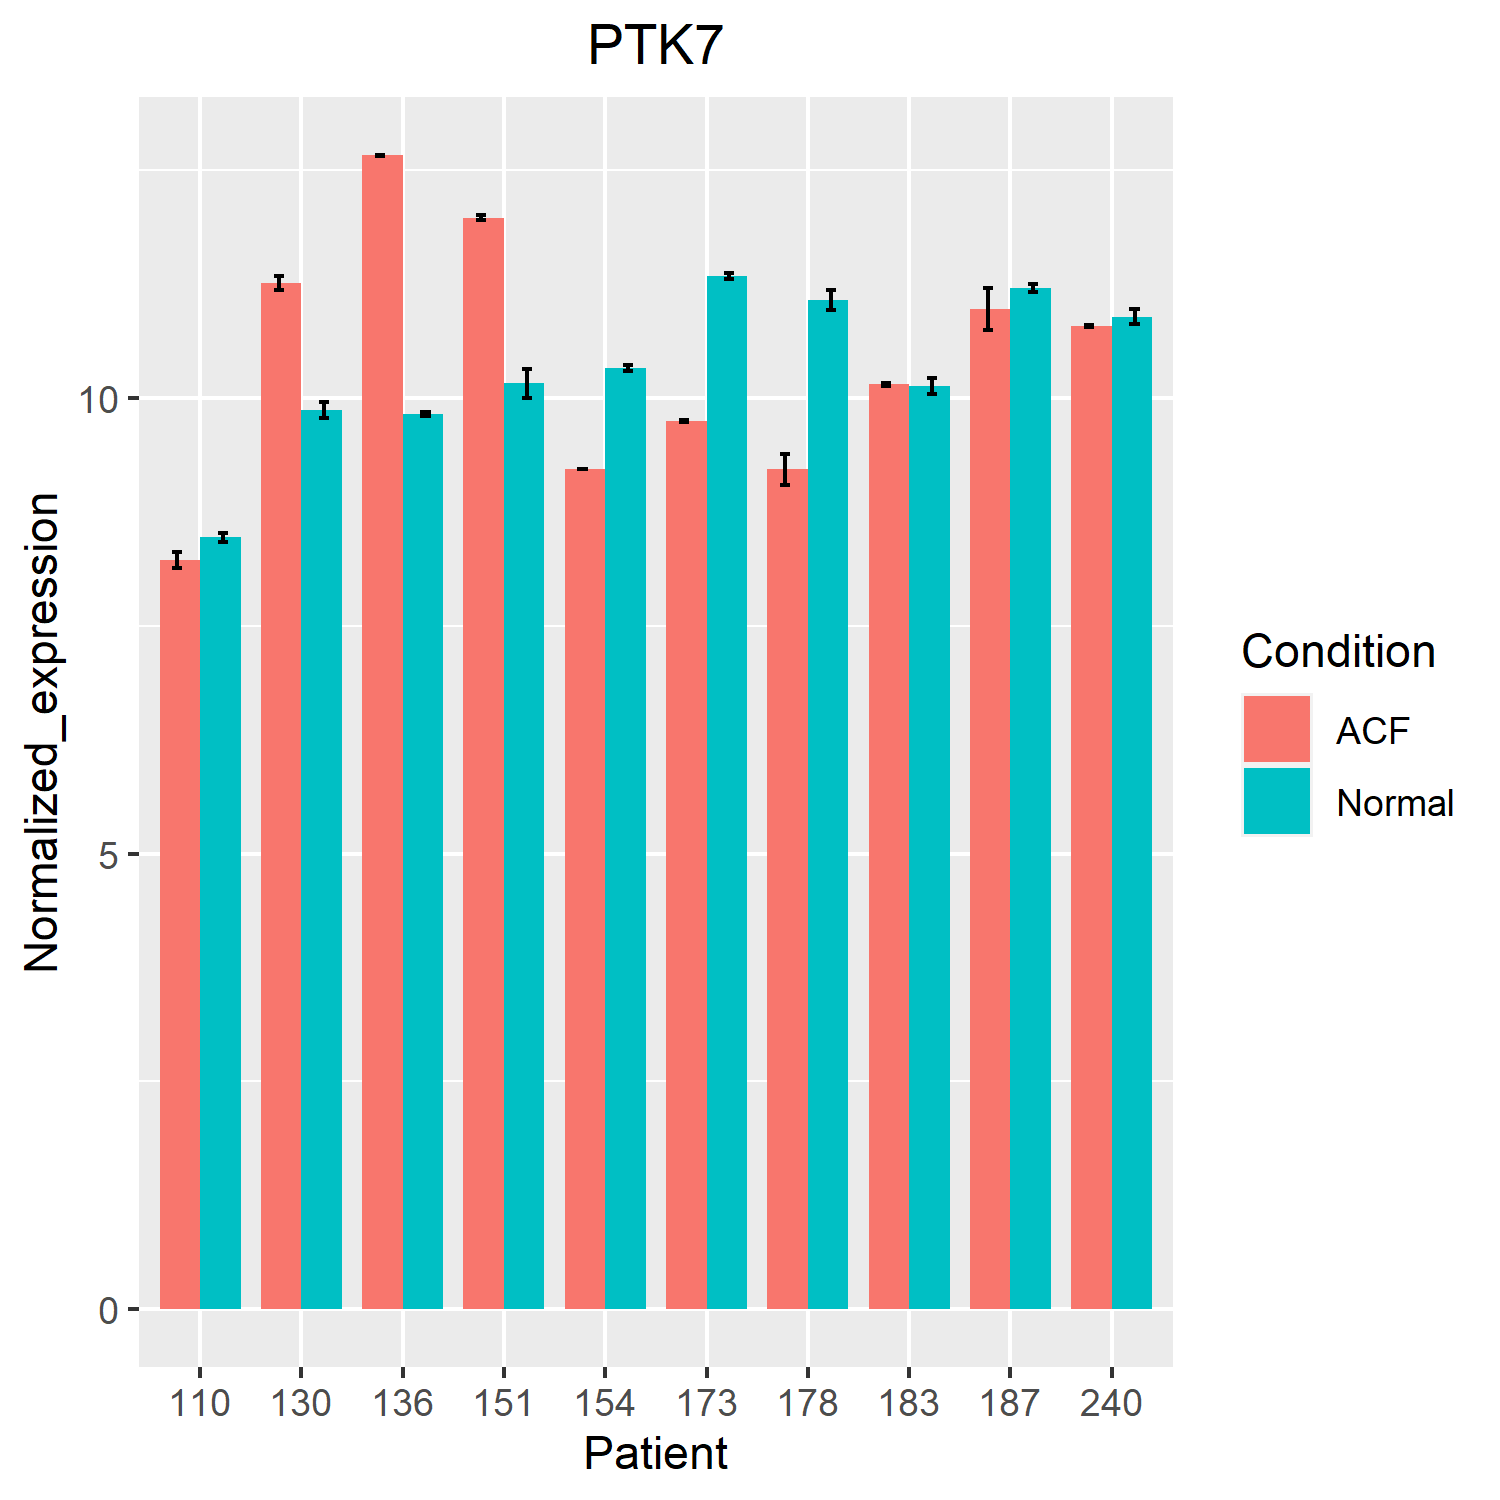 PTK7
Normalized_expression
10
5
0
110 130 136 151 154 173 178 183 187 240
Patient
Condition
ACF
Normal